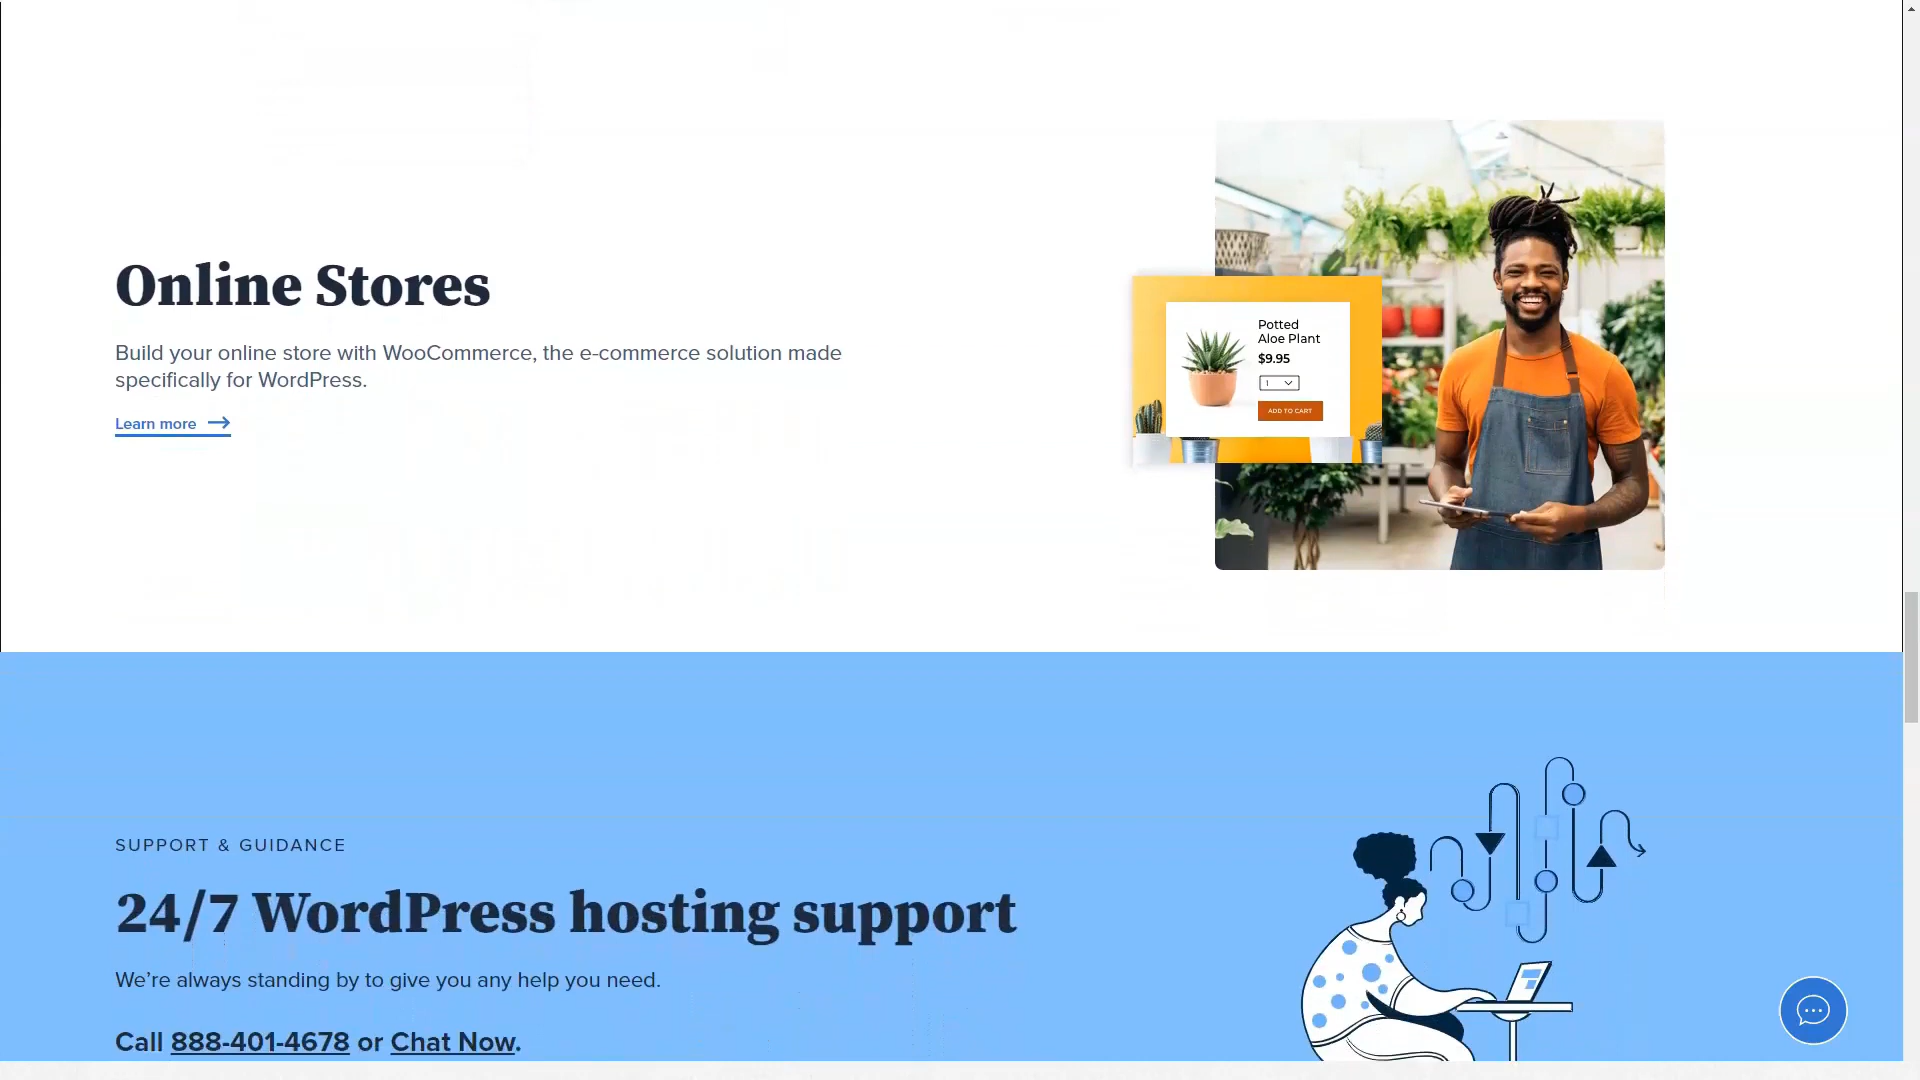 Online Stores
Build your online store with WooCommerce, the e-commerce solution made
specifically for WordPress.
Learn more
Potted
Aloe Plant
$9.95
1
ADD TO CART
SUPPORT & GUIDANCE
24/7 WordPress hosting support
We’re always standing by to give you any help you need.
Call 888-401-4678 or Chat Now.